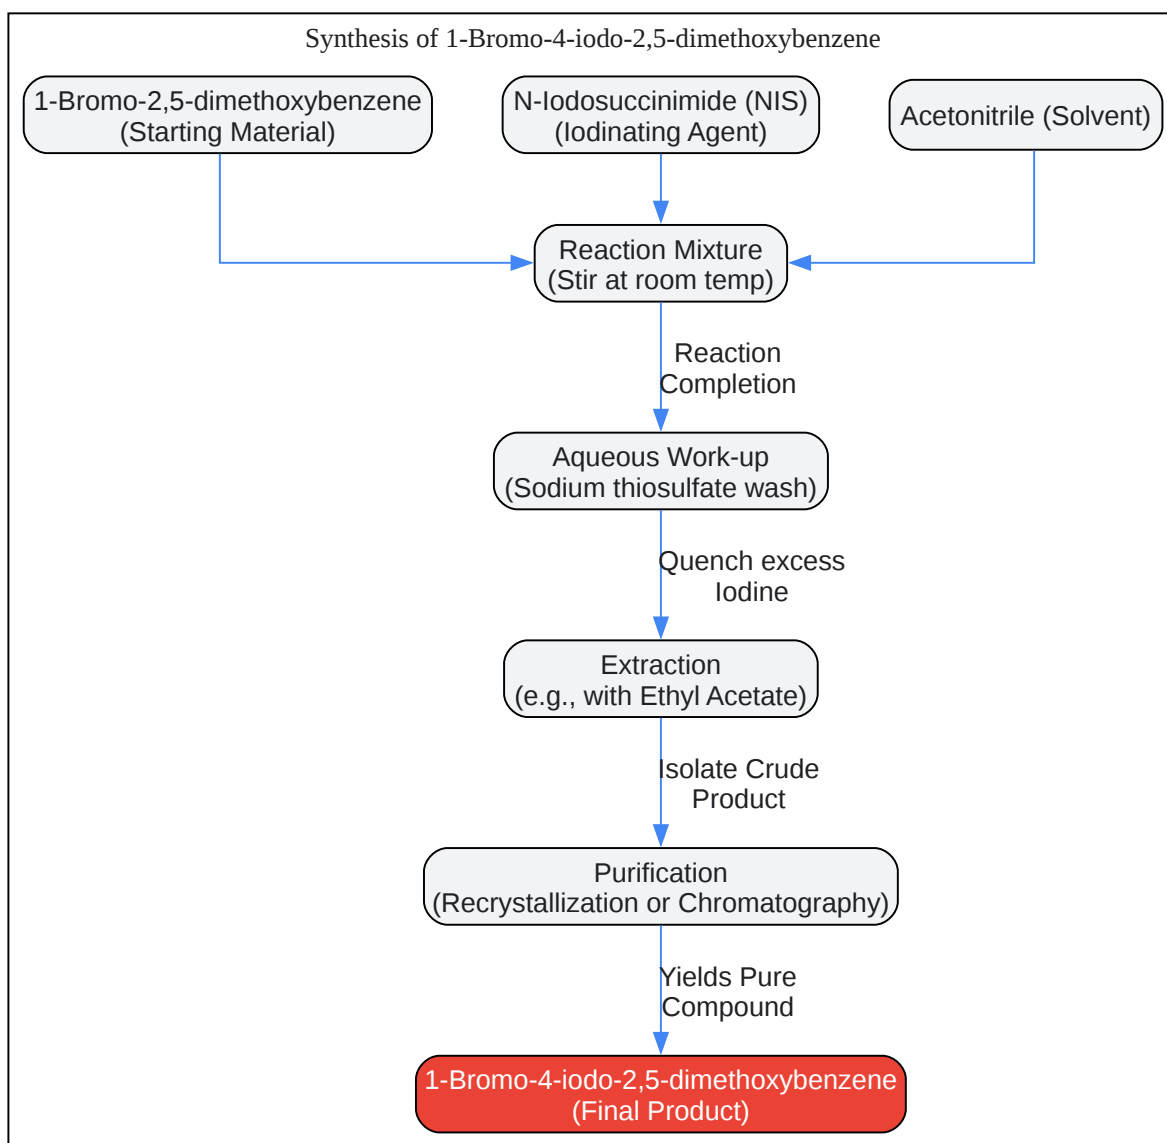 Synthesis of 1-Bromo-4-iodo-2,5-dimethoxybenzene
1-Bromo-2,5-dimethoxybenzene
(Starting Material)
N-Iodosuccinimide (NIS)
(Iodinating Agent)
Acetonitrile (Solvent)
Reaction Mixture
(Stir at room temp)
Reaction
Completion
Aqueous Work-up
(Sodium thiosulfate wash)
Quench excess
Iodine
Extraction
(e.g., with Ethyl Acetate)
Isolate Crude
Product
Purification
(Recrystallization or Chromatography)
Yields Pure
Compound
1-Bromo-4-iodo-2,5-dimethoxybenzene
(Final Product)